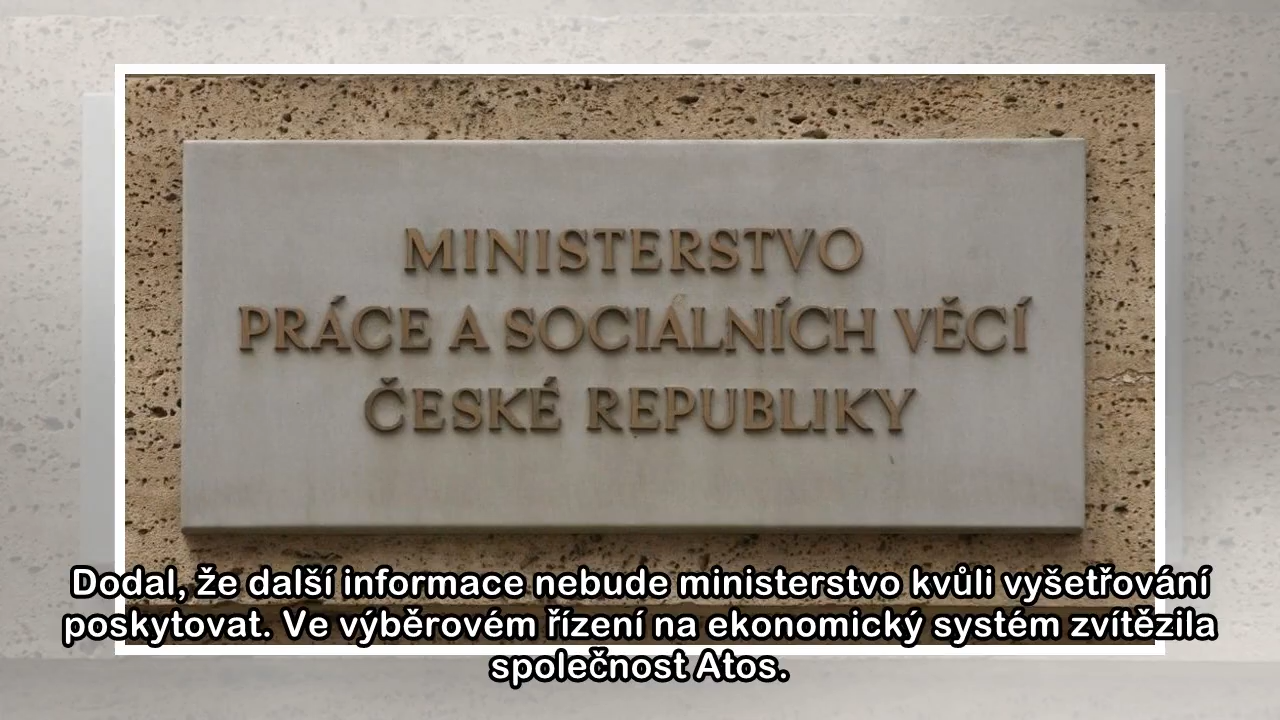 MINISTERSTVO
PRÁCE A SOCIÁLNÍCH VĚCÍ
ČESKÉ REPUBLIKY
Dodal, že další informace nebude ministerstvo kvůli vyšetřování
poskytovat. Ve výběrovém řízení na ekonomický systém zvítězila
společnost Atos.